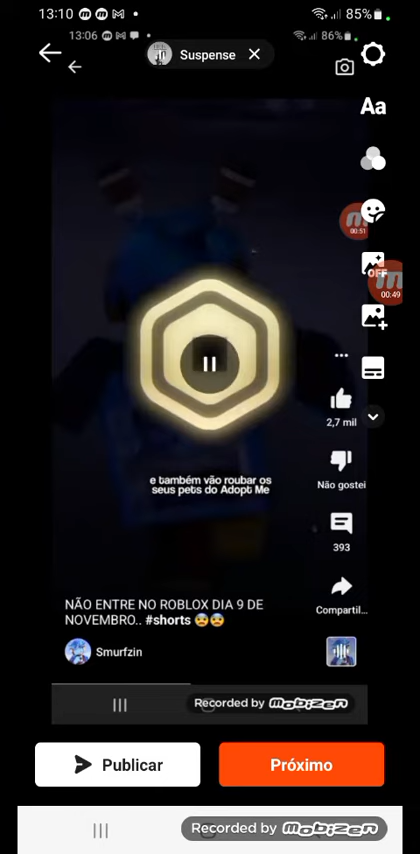 13:10
85%
13:06
86%
Suspense
Aa
00:51
OFF
00:49
2,7 mil
Não gostei
e também vão roubar os
seus pets do Adopt Me
393
Compartil...
NÃO ENTRE NO ROBLOX DIA 9 DE
NOVEMBRO.. #shorts 😨😨
Smurfzin
Recorded by MOBIZEN
Publicar
Próximo
Recorded by MOBIZEN